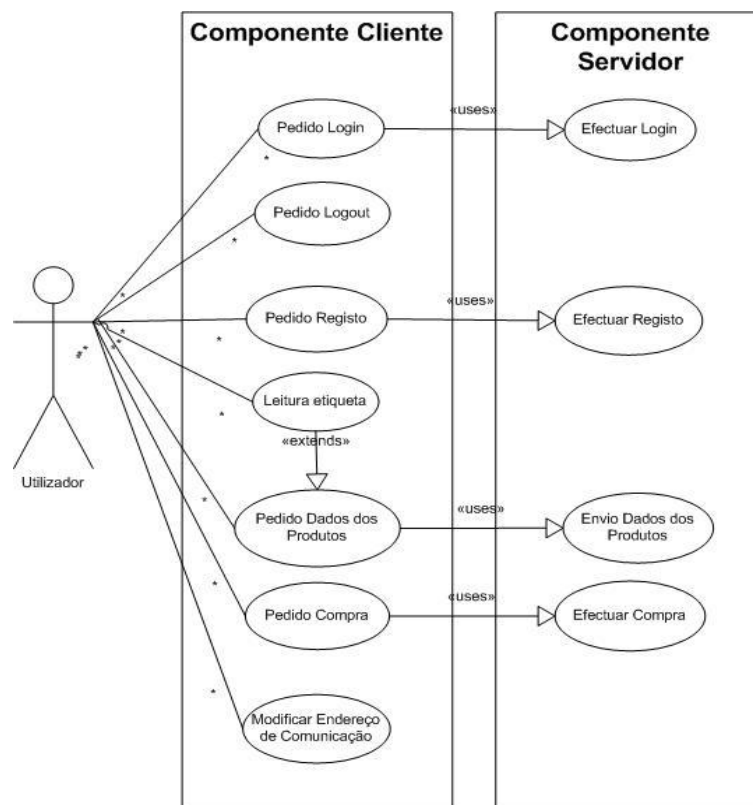 Componente Cliente
Componente
Servidor
Pedido Login
«uses»
Efectuar Login
*
Pedido Logout
*
*
Pedido Registo
«uses»
Efectuar Registo
*
*
*
*
*
*
Leitura etiqueta
*
«extends»
Utilizador
*
Pedido Dados dos
Produtos
«uses»
Envio Dados dos
Produtos
*
Pedido Compra
«uses»
Efectuar Compra
*
Modificar Endereço
de Comunicação